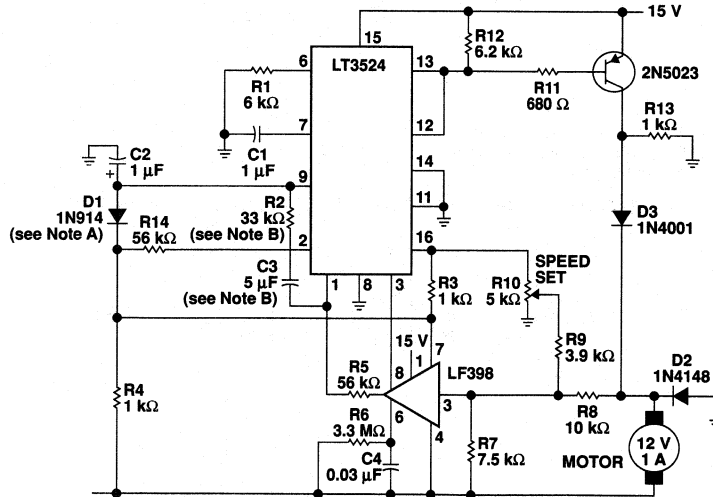 15 V
R12
6.2 kΩ
15
LT3524
6
13
R1
6 kΩ
R11
680 Ω
2N5023
7
12
C1
1 µF
R13
1 kΩ
C2
1 µF
+
14
9
11
D1
1N914
(see Note A)
R14
56 kΩ
R2
33 kΩ
(see Note B)
2
16
D3
1N4001
C3
5 µF
(see Note B)
1
8
3
R3
1 kΩ
R10
5 kΩ
SPEED
SET
15 V
7
R9
3.9 kΩ
R4
1 kΩ
R5
56 kΩ
8
1
LF398
6
3
4
D2
1N4148
R8
10 kΩ
R6
3.3 MΩ
C4
0.03 µF
R7
7.5 kΩ
MOTOR
12 V
1 A